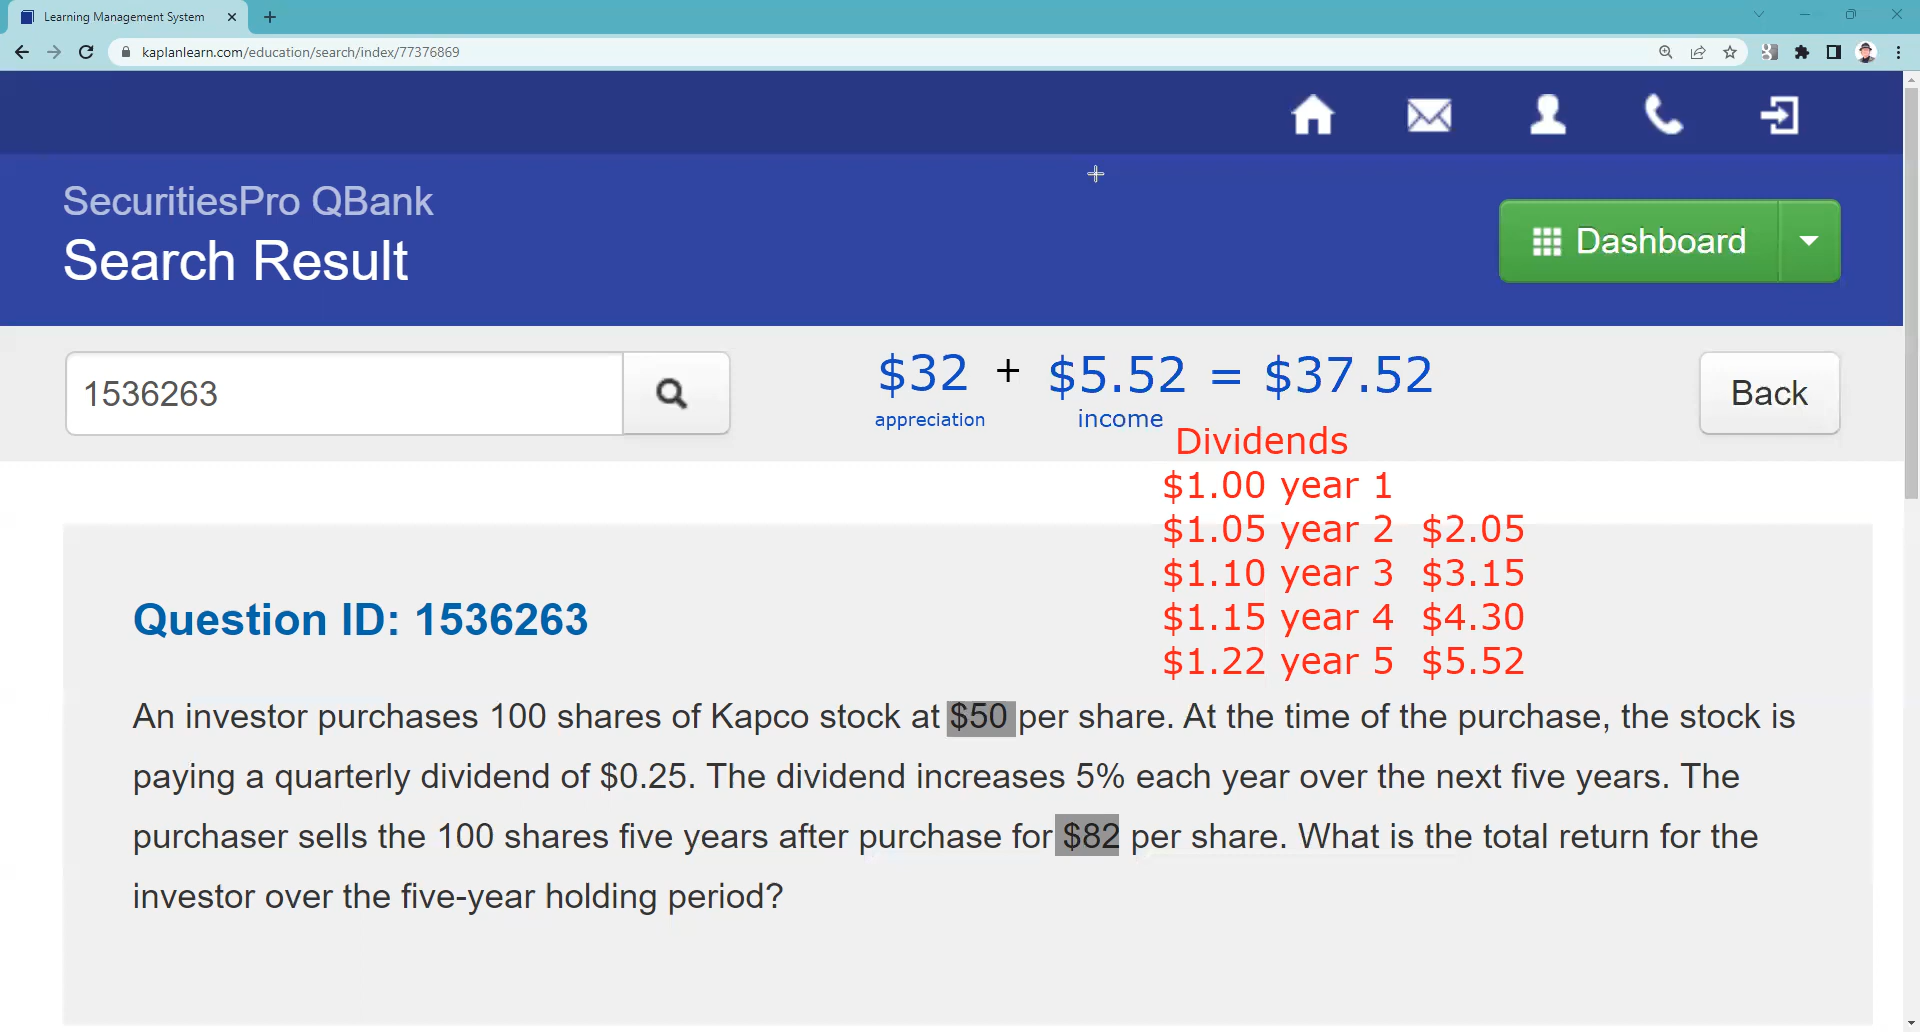 Learning Management System
kaplanlearn.com/education/search/index/77376869
SecuritiesPro QBank
Search Result
Dashboard
1536263
$32 + $5.52 = $37.52
appreciation income
Back
Dividends
$1.00 year 1
$1.05 year 2 $2.05
$1.10 year 3 $3.15
$1.15 year 4 $4.30
$1.22 year 5 $5.52
Question ID: 1536263
An investor purchases 100 shares of Kapco stock at $50 per share. At the time of the purchase, the stock is
paying a quarterly dividend of $0.25. The dividend increases 5% each year over the next five years. The
purchaser sells the 100 shares five years after purchase for $82 per share. What is the total return for the
investor over the five-year holding period?